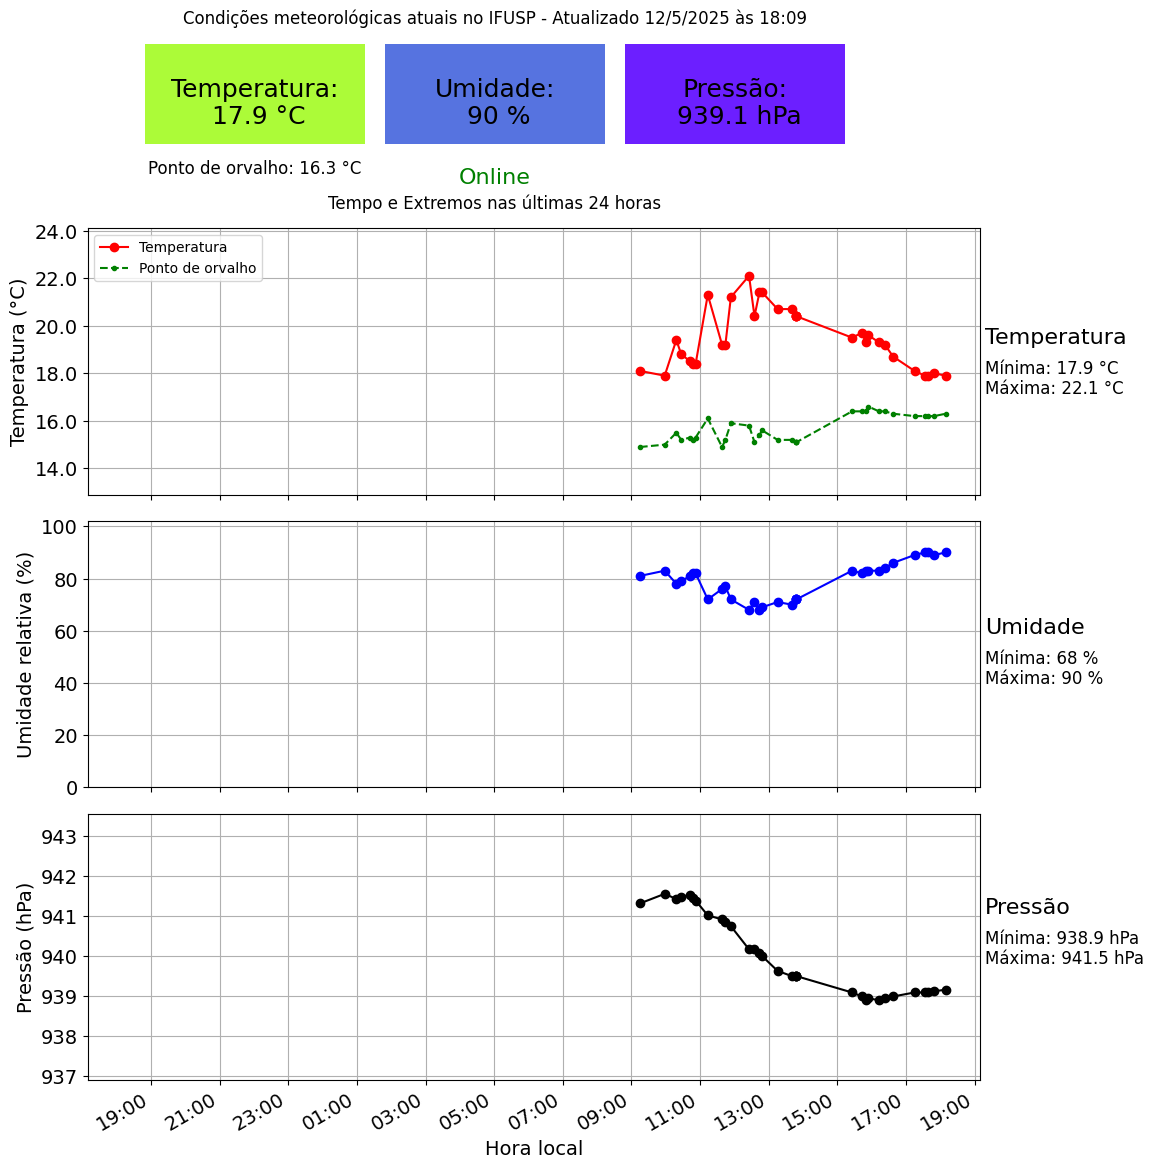 Condições meteorológicas atuais no IFUSP - Atualizado 12/5/2025 às 18:09
Temperatura:
17.9 °C
Umidade:
90 %
Pressão:
939.1 hPa
Ponto de orvalho: 16.3 °C
Online
Tempo e Extremos nas últimas 24 horas
Temperatura (°C)
24.0
22.0
20.0
18.0
16.0
14.0
Temperatura
Ponto de orvalho
Temperatura
Mínima: 17.9 °C
Máxima: 22.1 °C
Umidade relativa (%)
100
80
60
40
20
0
Umidade
Mínima: 68 %
Máxima: 90 %
Pressão (hPa)
943
942
941
940
939
938
937
Pressão
Mínima: 938.9 hPa
Máxima: 941.5 hPa
19:00
21:00
23:00
01:00
03:00
05:00
07:00
09:00
11:00
13:00
15:00
17:00
19:00
Hora local